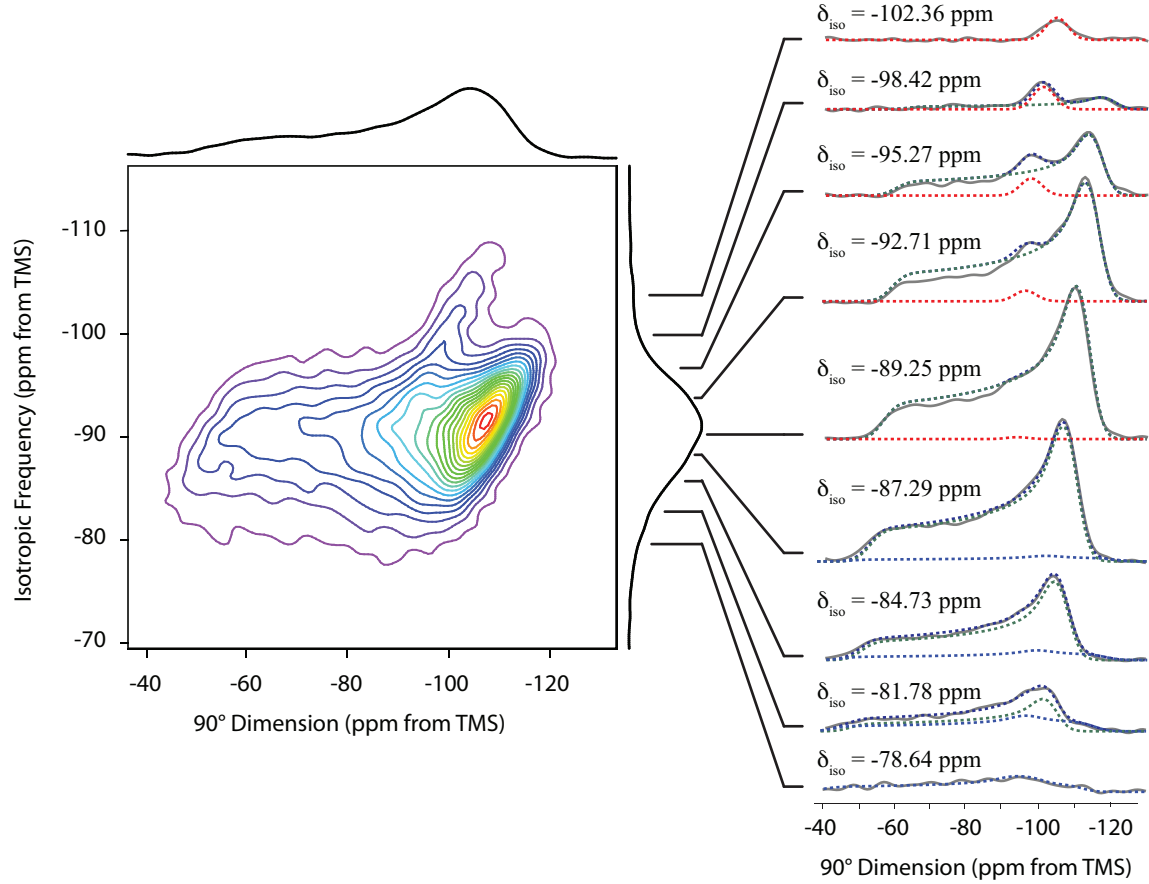 δiso = -102.36 ppm
δiso = -98.42 ppm
δiso = -95.27 ppm
δiso = -92.71 ppm
δiso = -89.25 ppm
δiso = -87.29 ppm
δiso = -84.73 ppm
δiso = -81.78 ppm
δiso = -78.64 ppm
Isotropic Frequency (ppm from TMS)
-110
-100
-90
-80
-70
-40 -60 -80 -100 -120
90° Dimension (ppm from TMS)
-40 -60 -80 -100 -120
90° Dimension (ppm from TMS)